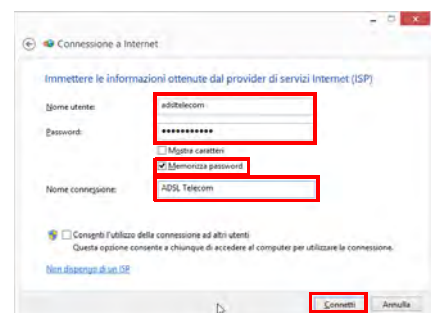 Connessione a Internet
Immettere le informazioni ottenute dal provider di servizi Internet (ISP)
Nome utente:
adsltelecom
Password:
•••••••••••
Mostra caratteri
Memorizza password
Nome connessione:
ADSL Telecom
Consenti l'utilizzo della connessione ad altri utenti
Questa opzione consente a chiunque di accedere al computer per utilizzare la connessione.
Non dispongo di un ISP
Connetti
Annulla